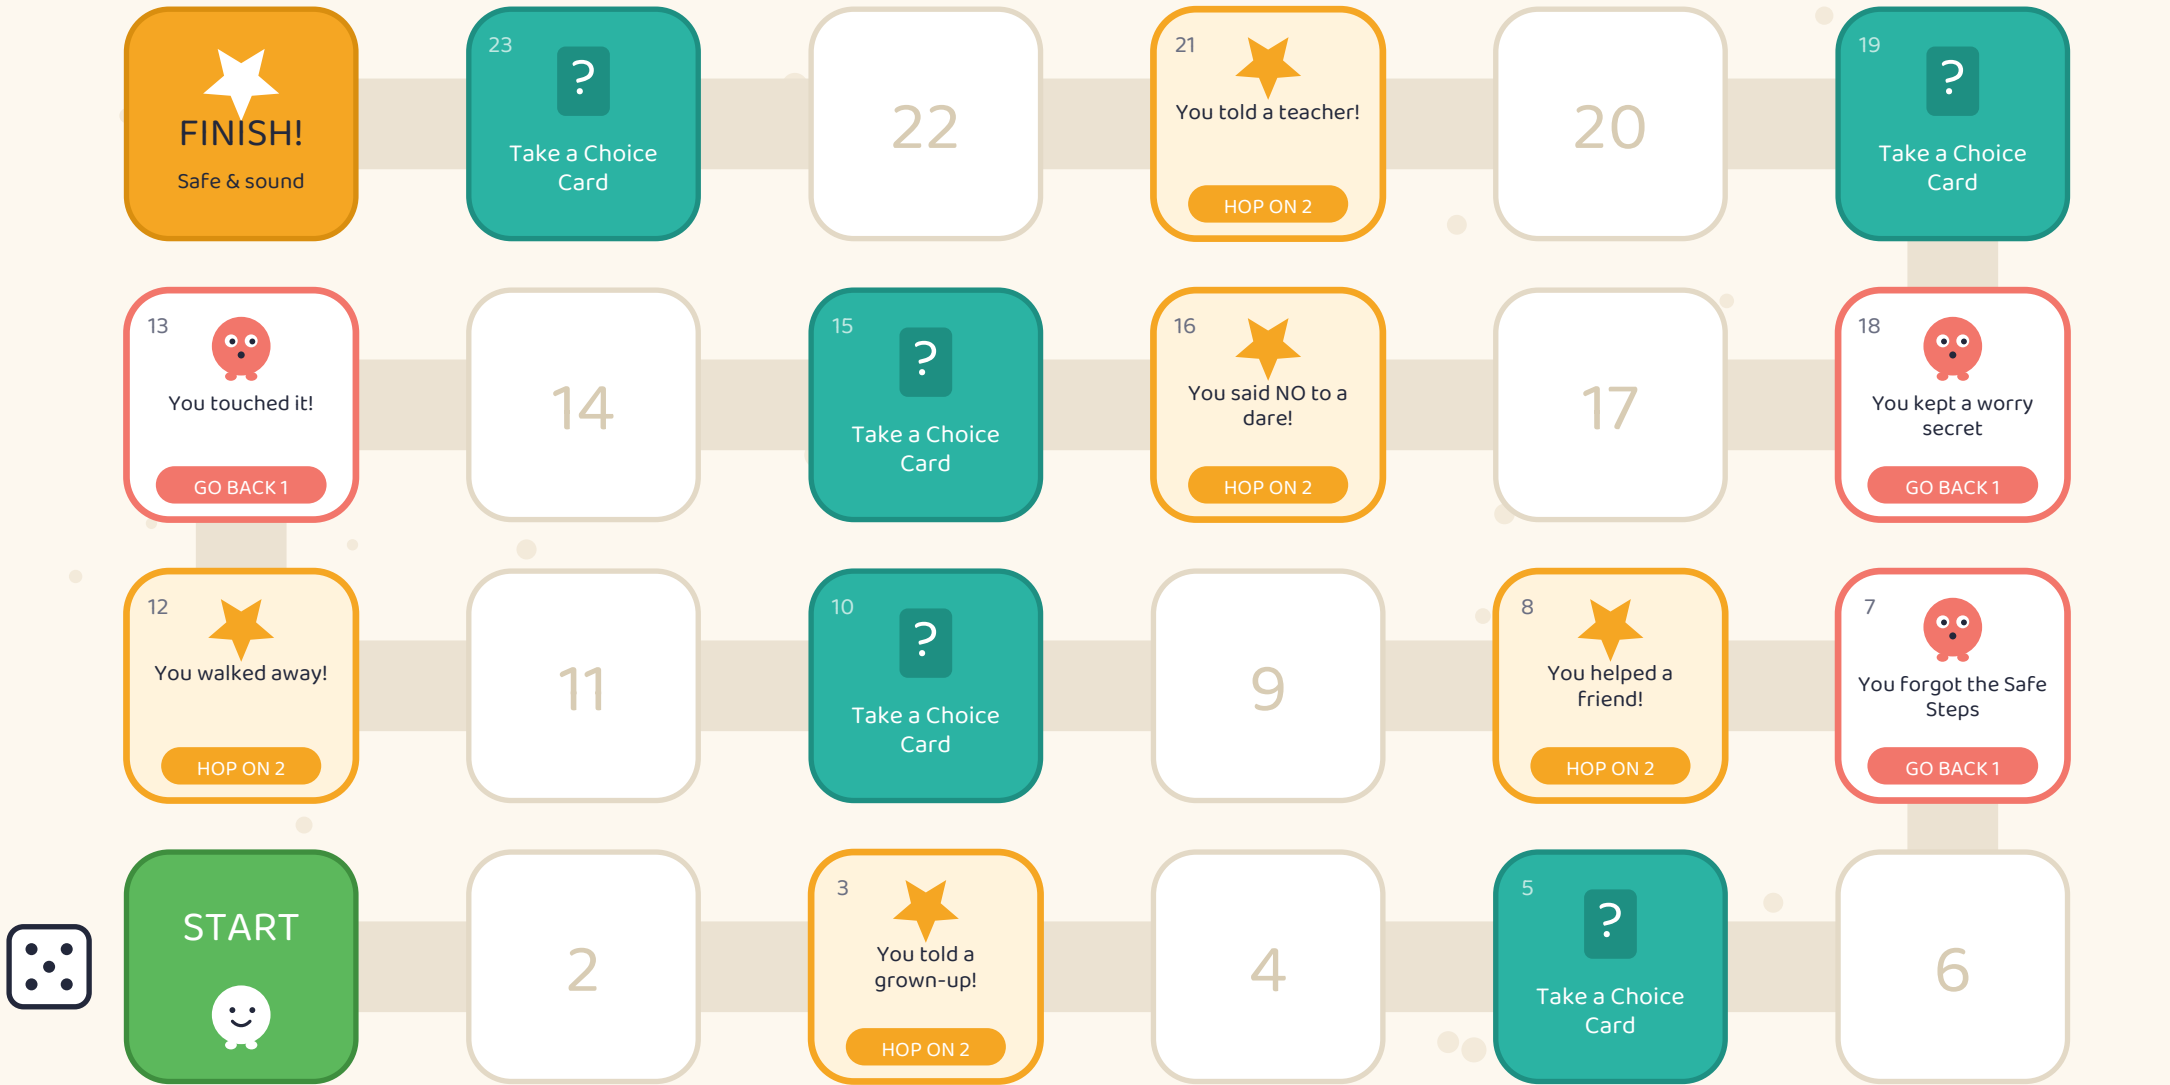 FINISH!
Safe & sound
23
?
Take a Choice
Card
22
21
You told a teacher!
HOP ON 2
20
19
?
Take a Choice
Card
13
You touched it!
GO BACK 1
14
15
?
Take a Choice
Card
16
You said NO to a
dare!
HOP ON 2
17
18
You kept a worry
secret
GO BACK 1
12
You walked away!
HOP ON 2
11
10
?
Take a Choice
Card
9
8
You helped a
friend!
HOP ON 2
7
You forgot the Safe
Steps
GO BACK 1
START
2
3
You told a
grown-up!
HOP ON 2
4
5
?
Take a Choice
Card
6